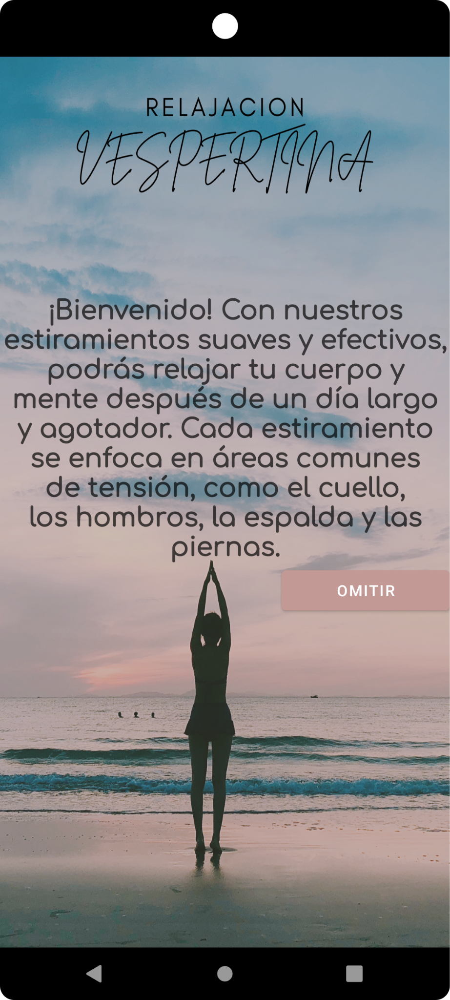 RELAJACION
VESPERTINA
¡Bienvenido! Con nuestros
estiramientos suaves y efectivos,
podrás relajar tu cuerpo y
mente después de un día largo
y agotador. Cada estiramiento
se enfoca en áreas comunes
de tensión, como el cuello,
los hombros, la espalda y las
piernas.
OMITIR